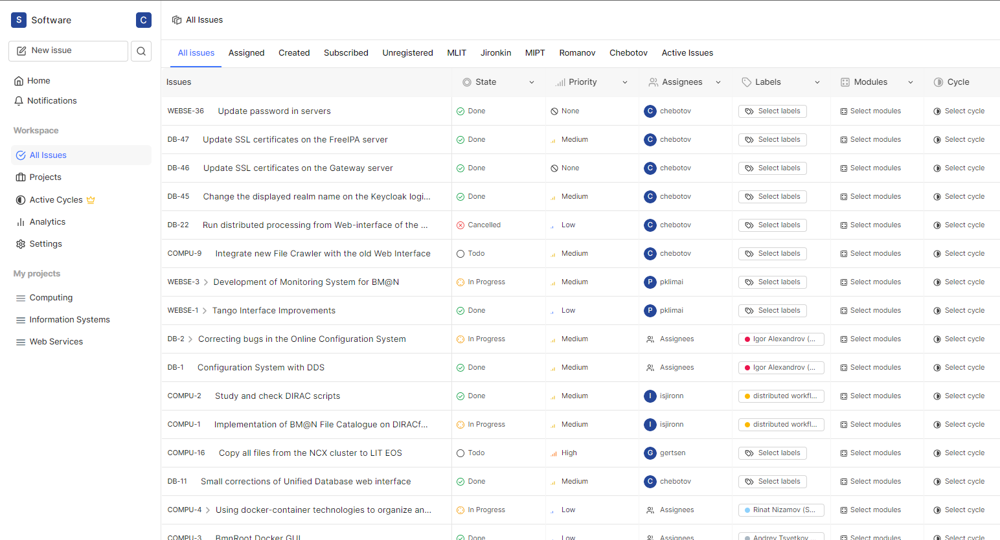 S Software C
New issue
Home
Notifications
Workspace
All Issues
Projects
Active Cycles
Analytics
Settings
My projects
Computing
Information Systems
Web Services
All Issues
All issues Assigned Created Subscribed Unregistered MLIT Jironkin MIPT Romanov Chebotov Active Issues
Issues State Priority Assignees Labels Modules Cycle
WEBSE-36 Update password in servers Done None C chebotov Select labels Select modules Select cycle
DB-47 Update SSL certificates on the FreeIPA server Done Medium C chebotov Select labels Select modules Select cycle
DB-46 Update SSL certificates on the Gateway server Done None C chebotov Select labels Select modules Select cycle
DB-45 Change the displayed realm name on the Keycloak logi... Done Medium C chebotov Select labels Select modules Select cycle
DB-22 Run distributed processing from Web-interface of the ... Cancelled Low C chebotov Select labels Select modules Select cycle
COMPU-9 Integrate new File Crawler with the old Web Interface Todo Medium C chebotov Select labels Select modules Select cycle
WEBSE-3 Development of Monitoring System for BM@N In Progress Medium P pklimai Select labels Select modules Select cycle
WEBSE-1 Tango Interface Improvements Done Low P pklimai Select labels Select modules Select cycle
DB-2 Correcting bugs in the Online Configuration System In Progress Medium Assignees Igor Alexandrov (... Select modules Select cycle
DB-1 Configuration System with DDS Done Medium Assignees Igor Alexandrov (... Select modules Select cycle
COMPU-2 Study and check DIRAC scripts Done Medium I isjironn distributed workfl... Select modules Select cycle
COMPU-1 Implementation of BM@N File Catalogue on DIRACf... In Progress Medium I isjironn distributed workfl... Select modules Select cycle
COMPU-16 Copy all files from the NCX cluster to LIT EOS Todo High G gertsen Select labels Select modules Select cycle
DB-11 Small corrections of Unified Database web interface Done Medium C chebotov Select labels Select modules Select cycle
COMPU-4 Using docker-container technologies to organize an... In Progress Low Assignees Rinat Nizamov (S... Select modules Select cycle
COMPU-3 BmnRoot Docker GUI Done Low Assignees Andrey Tsvetkov ... Select modules Select cycle